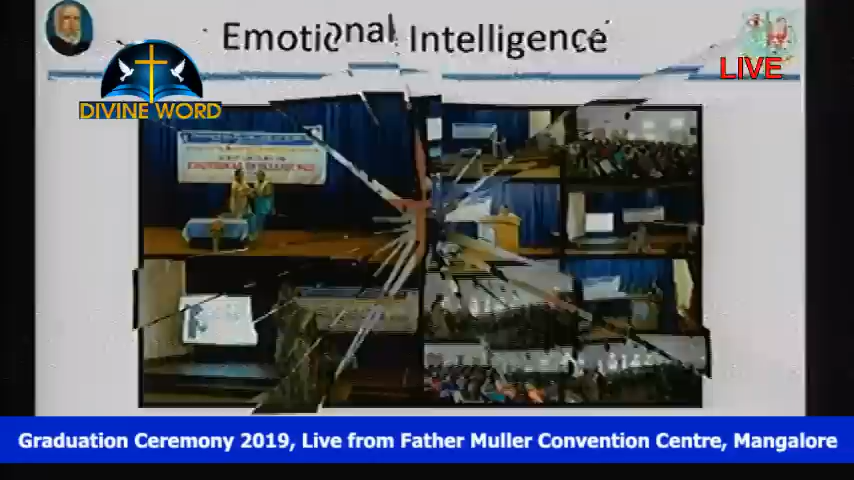 Emotional Intelligence
LIVE
DIVINE WORD
Graduation Ceremony 2019, Live from Father Muller Convention Centre, Mangalore